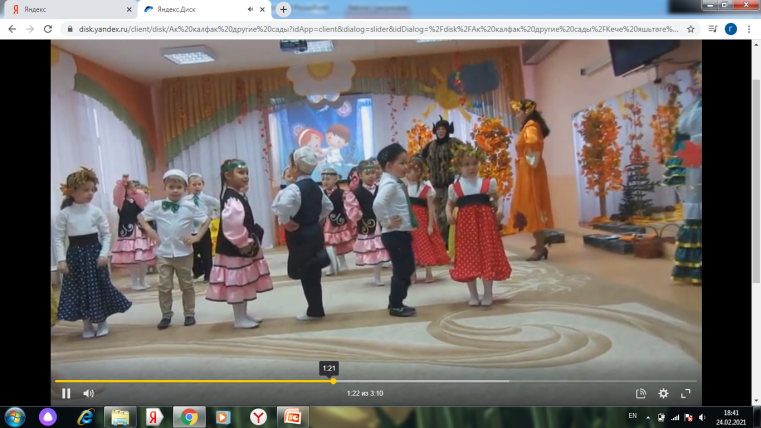 Яндекс
Яндекс.Диск
disk.yandex.ru/client/disk/Ак%20калфак%20другие%20сады?idApp=client&dialog=slider&idDialog=%2Fdisk%2FАк%20калфак%20другие%20сады%2FКече%20яшьтәге%...
1:21
1:22 из 3:10
EN
18:41
24.02.2021